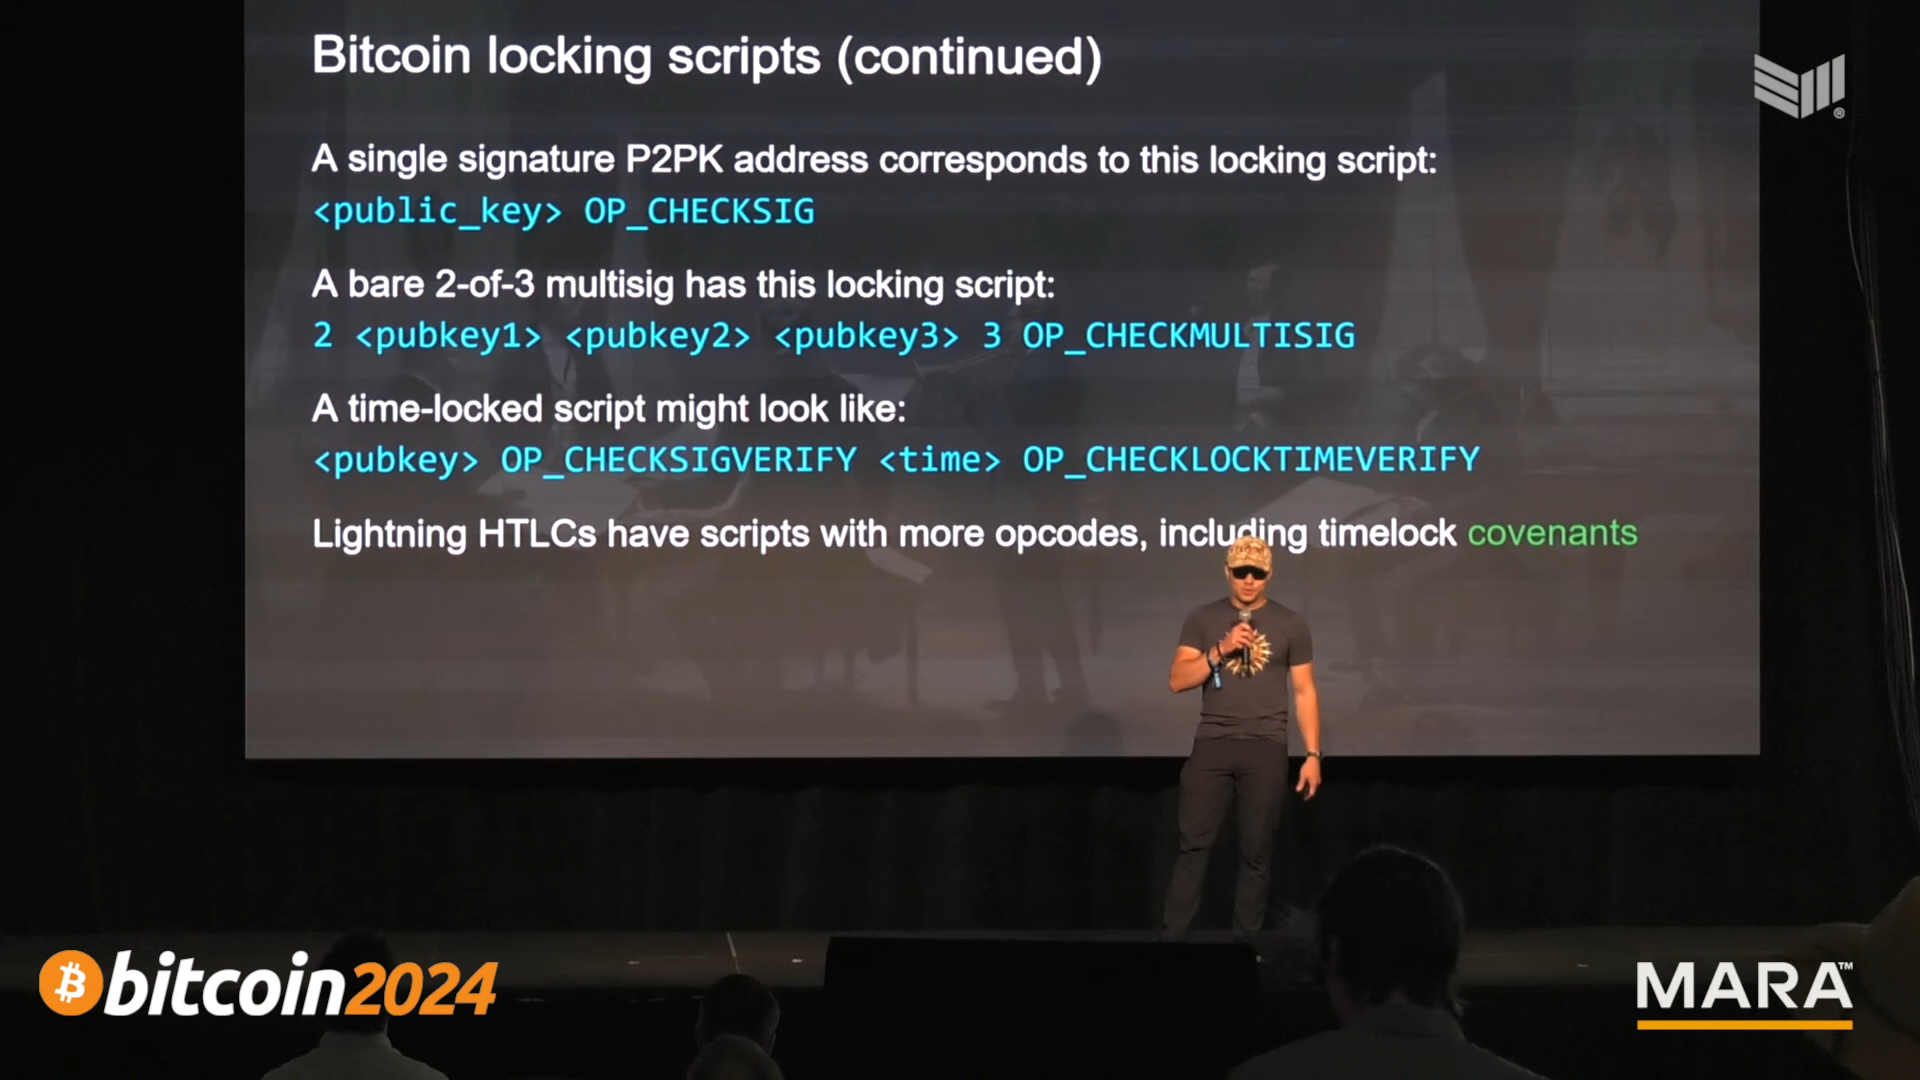 Bitcoin locking scripts (continued)
A single signature P2PK address corresponds to this locking script:
<public_key> OP_CHECKSIG
A bare 2-of-3 multisig has this locking script:
2 <pubkey1> <pubkey2> <pubkey3> 3 OP_CHECKMULTISIG
A time-locked script might look like:
<pubkey> OP_CHECKSIGVERIFY <time> OP_CHECKLOCKTIMEVERIFY
Lightning HTLCs have scripts with more opcodes, including timelock covenants
®
bitcoin2024
MARA™